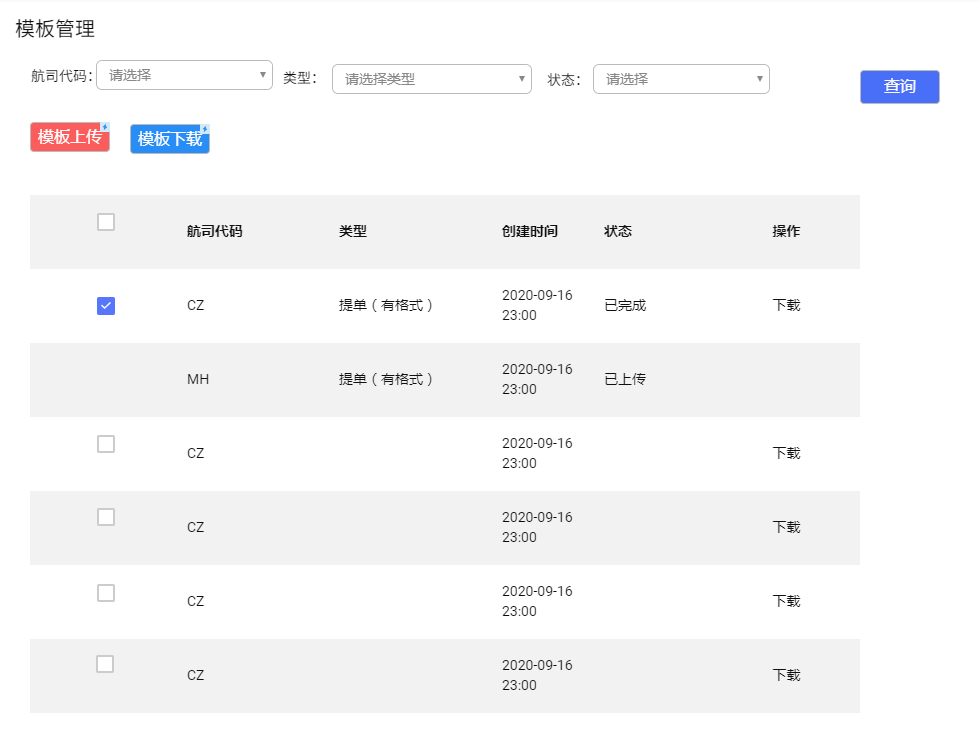 模板管理
航司代码: 请选择 类型: 请选择类型 状态: 请选择 查询
模板上传 模板下载
航司代码 类型 创建时间 状态 操作
CZ 提单（有格式） 2020-09-16 已完成 下载
23:00
MH 提单（有格式） 2020-09-16 已上传
23:00
CZ 2020-09-16 下载
23:00
CZ 2020-09-16 下载
23:00
CZ 2020-09-16 下载
23:00
CZ 2020-09-16 下载
23:00